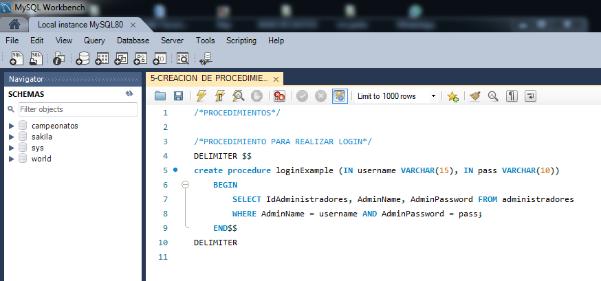 MySQL Workbench
Local instance MySQL80 ×
File Edit View Query Database Server Tools Scripting Help
Navigator
SCHEMAS
Filter objects
campeonatos
sakila
sys
world
5-CREACION DE PROCEDIMIE... ×
Limit to 1000 rows
1 /*PROCEDIMIENTOS*/
2
3 /*PROCEDIMIENTO PARA REALIZAR LOGIN*/
4 DELIMITER $$
5 create procedure loginExample (IN username VARCHAR(15), IN pass VARCHAR(10))
6 BEGIN
7 SELECT IdAdministradores, AdminName, AdminPassword FROM administradores
8 WHERE AdminName = username AND AdminPassword = pass;
9 END$$
10 DELIMITER
11